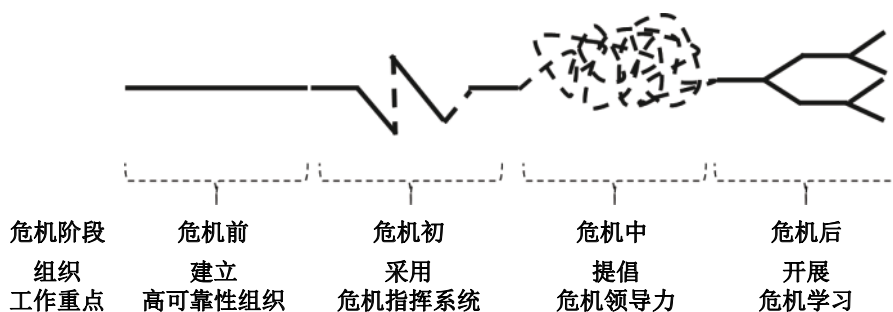 危机阶段 危机前 危机初 危机中 危机后
组织 建立 采用 提倡 开展
工作重点 高可靠性组织 危机指挥系统 危机领导力 危机学习